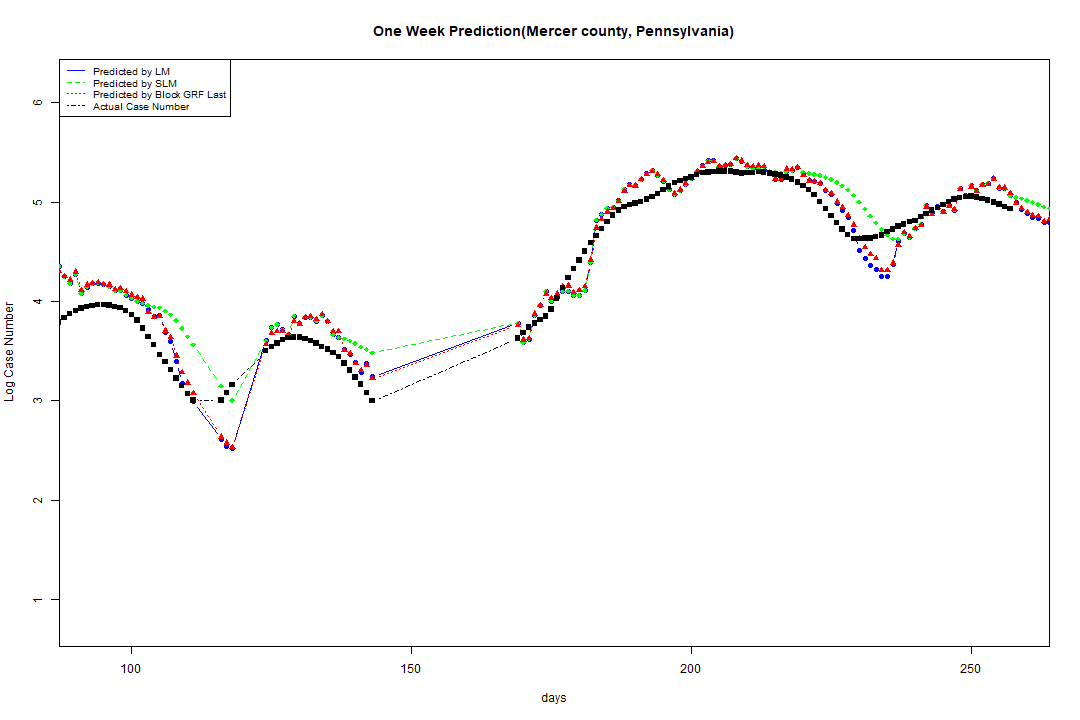 One Week Prediction(Mercer county, Pennsylvania)
Predicted by LM
Predicted by SLM
Predicted by Block GRF Last
Actual Case Number
6
5
4
3
2
1
Log Case Number
100 150 200 250
days